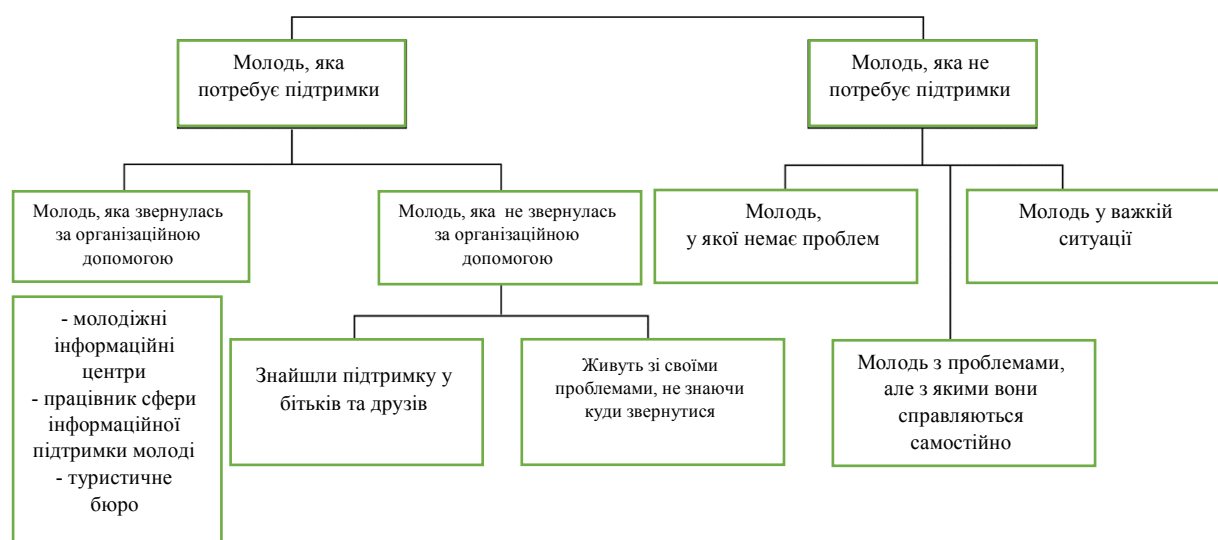 Молодь, яка
потребує підтримки
Молодь, яка не
потребує підтримки
Молодь, яка звернулась
за організаційною
допомогою
Молодь, яка не звернулась
за організаційною
допомогою
Молодь,
у якої немає проблем
Молодь у важкій
ситуації
- молодіжні
інформаційні
центри
- працівник сфери
інформаційної
підтримки молоді
- туристичне
бюро
Знайшли підтримку у
бітьків та друзів
Живуть зі своїми
проблемами, не знаючи
куди звернутися
Молодь з проблемами,
але з якими вони
справляються
самостійно